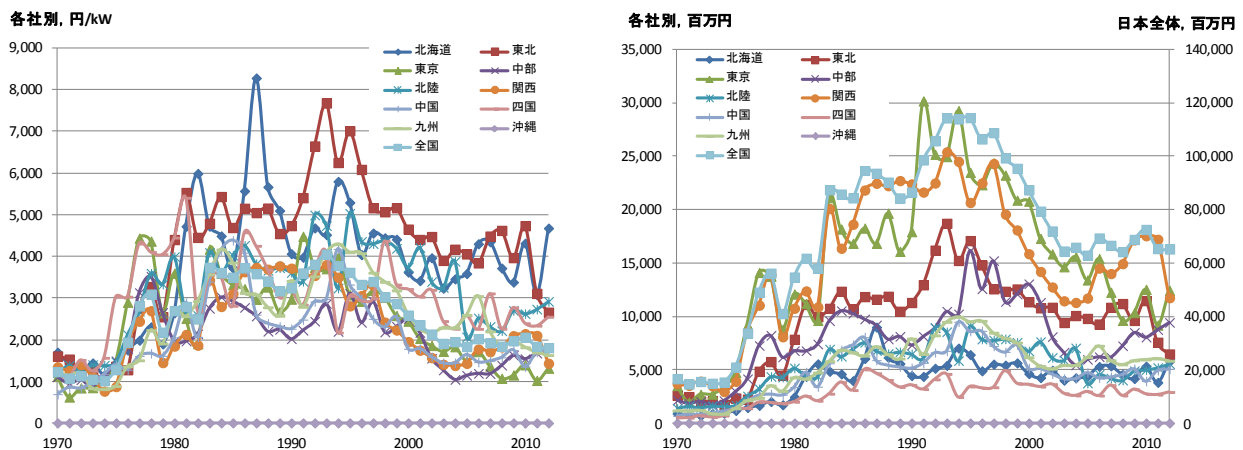 各社別, 円/kW
9,000
8,000
7,000
6,000
5,000
4,000
3,000
2,000
1,000
0
1970 1980 1990 2000 2010
北海道 東北
東京 中部
北陸 関西
中国 四国
九州 沖縄
全国
各社別, 百万円 日本全体, 百万円
35,000 140,000
30,000 120,000
25,000 100,000
20,000 80,000
15,000 60,000
10,000 40,000
5,000 20,000
0 0
1970 1980 1990 2000 2010
北海道 東北
東京 中部
北陸 関西
中国 四国
九州 沖縄
全国